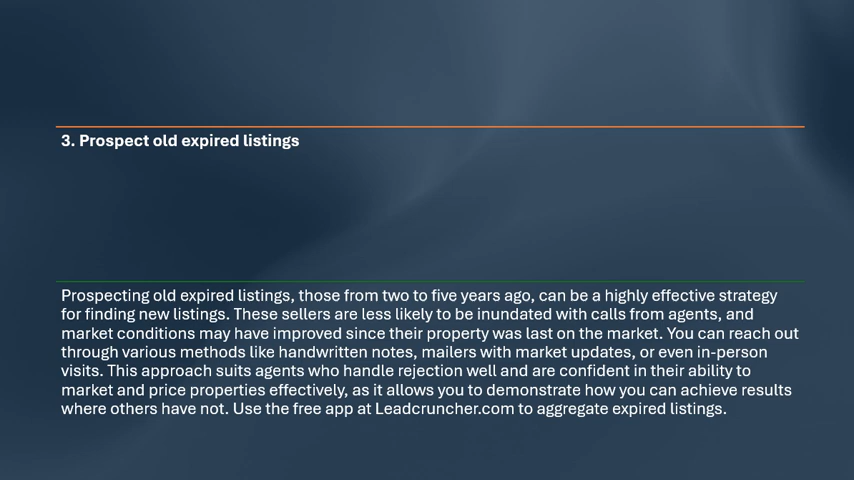 3. Prospect old expired listings
Prospecting old expired listings, those from two to five years ago, can be a highly effective strategy
for finding new listings. These sellers are less likely to be inundated with calls from agents, and
market conditions may have improved since their property was last on the market. You can reach out
through various methods like handwritten notes, mailers with market updates, or even in-person
visits. This approach suits agents who handle rejection well and are confident in their ability to
market and price properties effectively, as it allows you to demonstrate how you can achieve results
where others have not. Use the free app at Leadcruncher.com to aggregate expired listings.